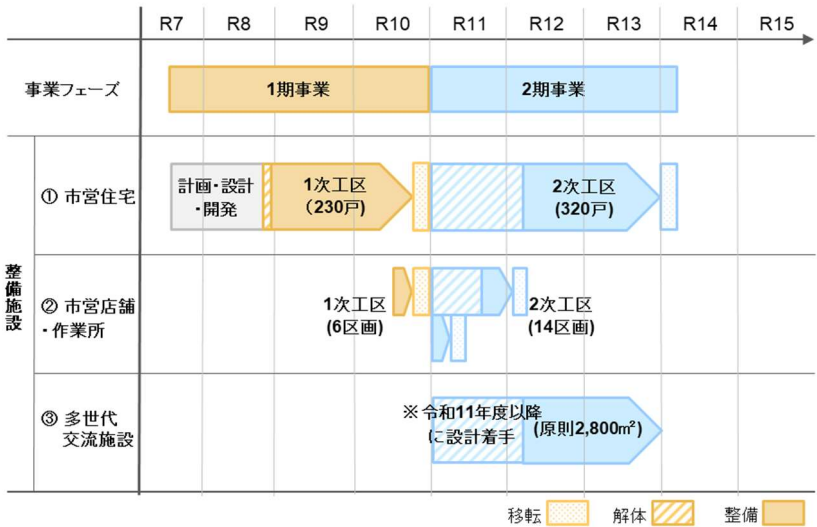 R7 R8 R9 R10 R11 R12 R13 R14 R15
事業フェーズ
1期事業
2期事業
整備施設
① 市営住宅
計画・設計
・開発
1次工区
（230戸）
2次工区
(320戸)
② 市営店舗
・作業所
1次工区
(6区画)
2次工区
(14区画)
③ 多世代
交流施設
※令和11年度以降
に設計着手
(原則2,800㎡)
移転 解体 整備